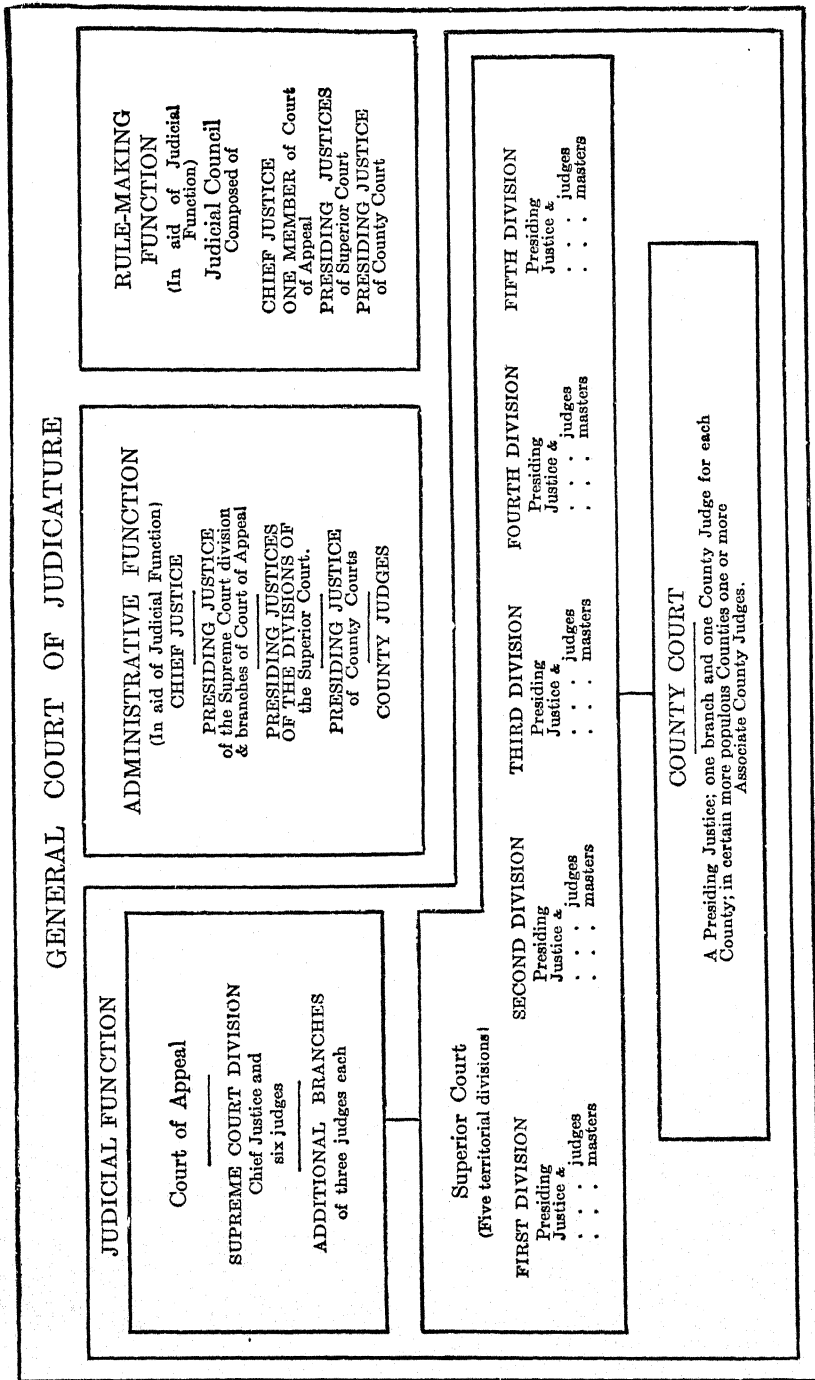 GENERAL COURT OF JUDICATURE
JUDICIAL FUNCTION
Court of Appeal
SUPREME COURT DIVISION
Chief Justice and
six judges
ADDITIONAL BRANCHES
of three judges each
ADMINISTRATIVE FUNCTION
(In aid of Judicial Function)
CHIEF JUSTICE
PRESIDING JUSTICE
of the Supreme Court division
& branches of Court of Appeal
PRESIDING JUSTICES
OF THE DIVISIONS OF
the Superior Court.
PRESIDING JUSTICE
of County Courts
COUNTY JUDGES
RULE-MAKING
FUNCTION
(In aid of Judicial
Function)
Judicial Council
Composed of
CHIEF JUSTICE
ONE MEMBER of Court
of Appeal
PRESIDING JUSTICES
of Superior Court
PRESIDING JUSTICE
of County Court
Superior Court
(Five territorial divisions)
FIRST DIVISION
Presiding
Justice &
. . . . judges
. . . . masters
SECOND DIVISION
Presiding
Justice &
. . . . judges
. . . . masters
THIRD DIVISION
Presiding
Justice &
. . . . judges
. . . . masters
FOURTH DIVISION
Presiding
Justice &
. . . . judges
. . . . masters
FIFTH DIVISION
Presiding
Justice &
. . . . judges
. . . . masters
COUNTY COURT
A Presiding Justice; one branch and one County Judge for each
County; in certain more populous Counties one or more
Associate County Judges.